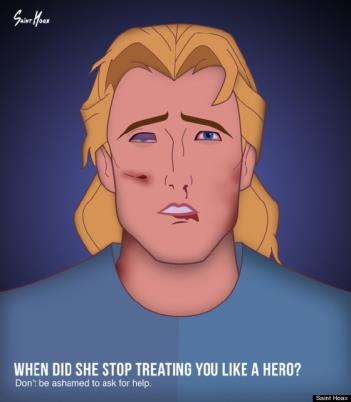 Saint Hoax
WHEN DID SHE STOP TREATING YOU LIKE A HERO?
Don't be ashamed to ask for help.
Saint Hoax